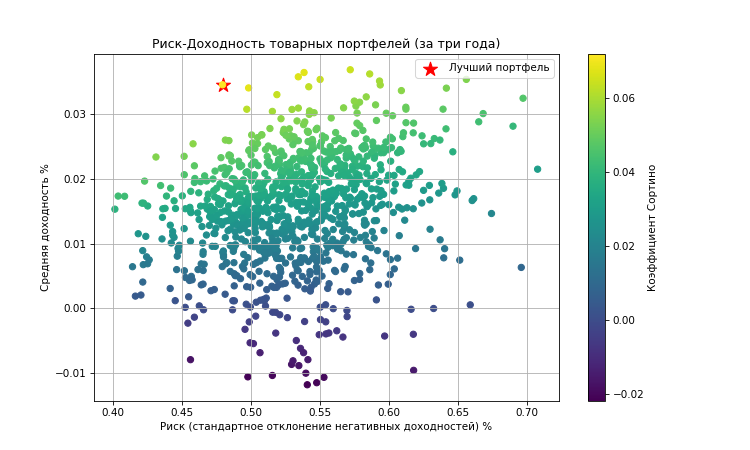 Риск-Доходность товарных портфелей (за три года)
Лучший портфель
Средняя доходность %
0.03
0.02
0.01
0.00
−0.01
0.40 0.45 0.50 0.55 0.60 0.65 0.70
Риск (стандартное отклонение негативных доходностей) %
0.06
0.04
0.02
0.00
−0.02
Коэффициент Сортино